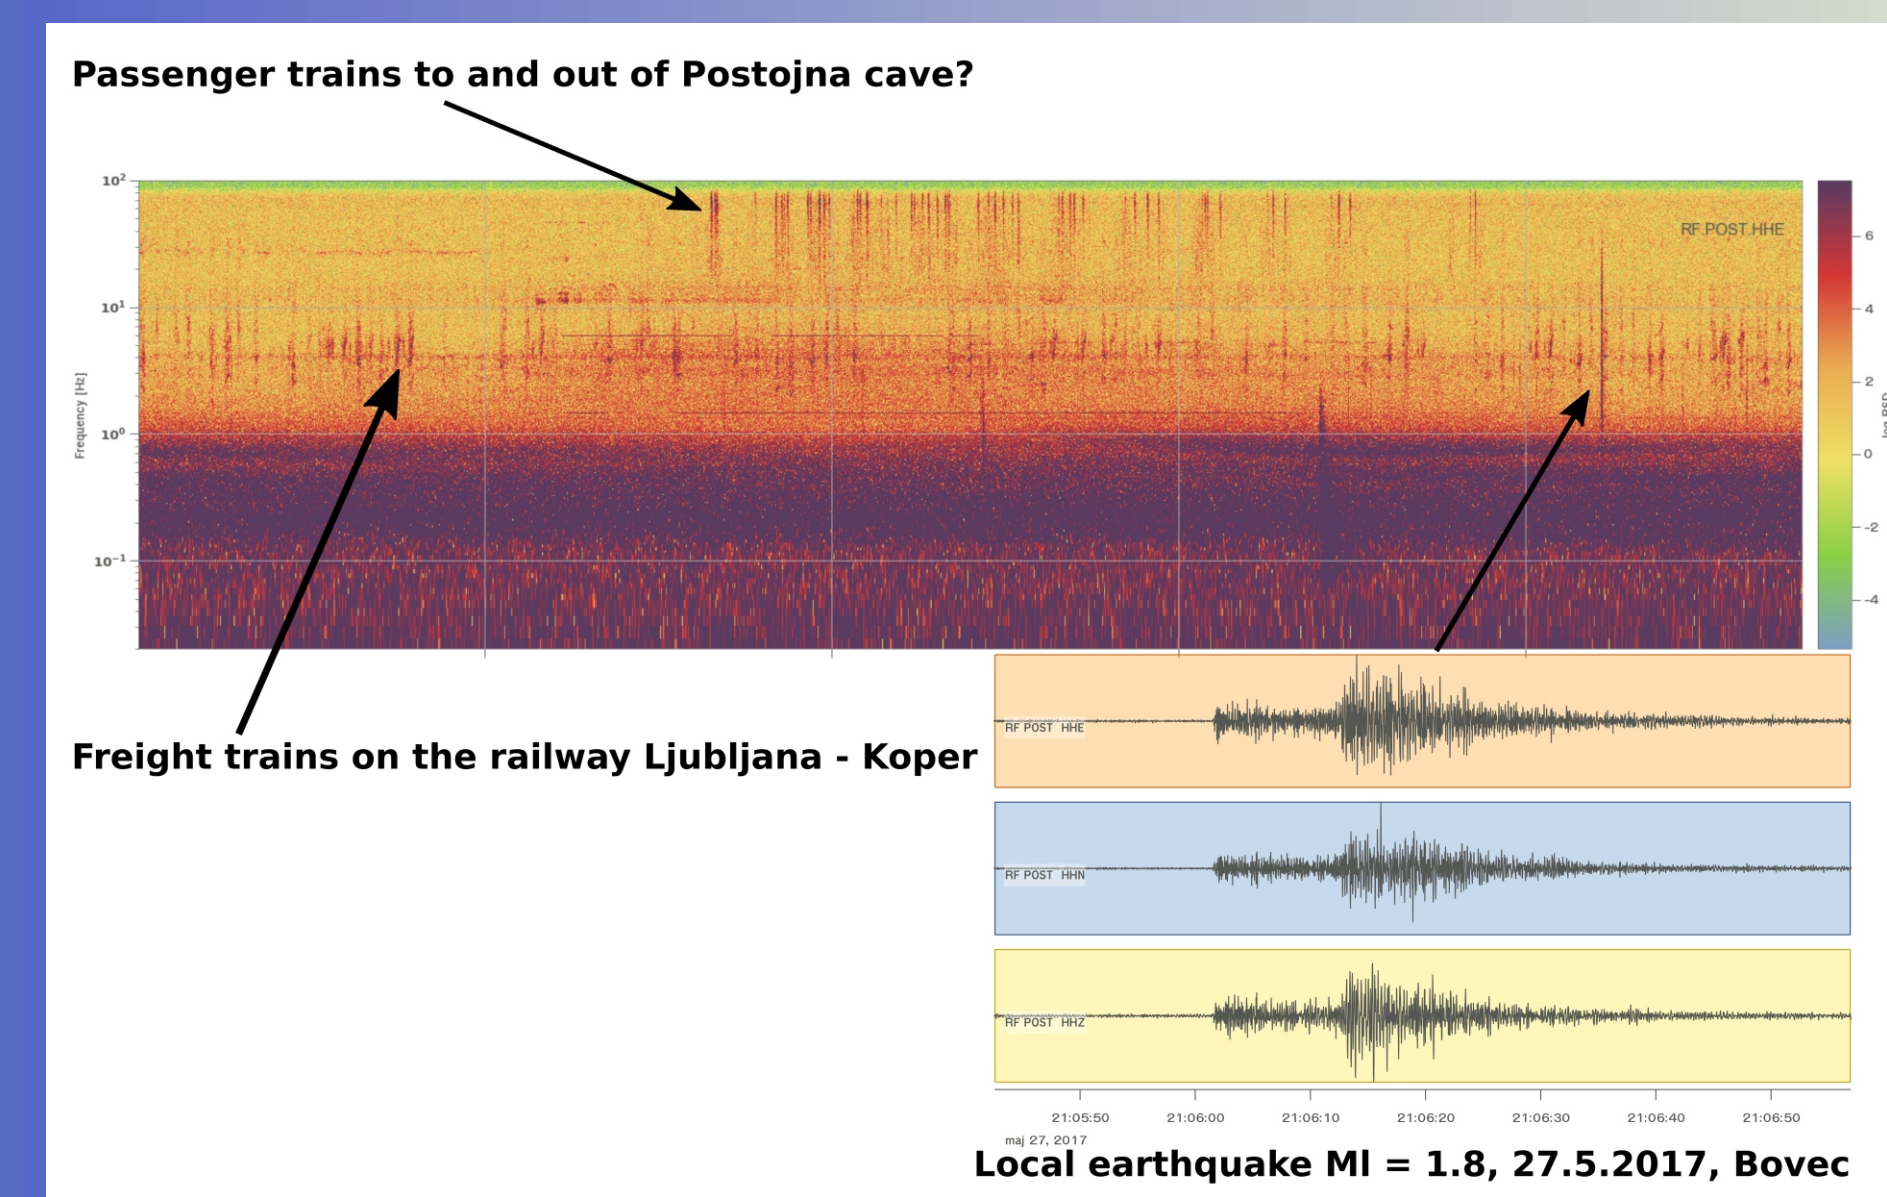 Passenger trains to and out of Postojna cave?
10²
10¹
10⁰
10⁻¹
Frequency [Hz]
RF.POST.HHE
6
4
2
0
-2
-4
Freight trains on the railway Ljubljana - Koper
RF POST HHE
RF POST HHN
RF POST HHZ
21:05:50 21:06:00 21:06:10 21:06:20 21:06:30 21:06:40 21:06:50
maj 27, 2017
Local earthquake Ml = 1.8, 27.5.2017, Bovec